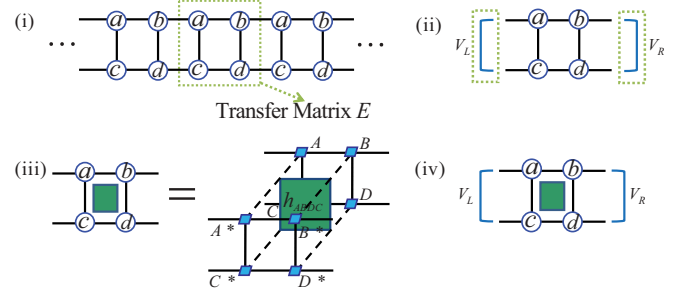 (i)
a b a b a b
... ...
c d c d c d
Transfer Matrix E
(ii)
a b
V_L V_R
c d
(iii)
a b
c d
=
A B
C D
h_ABDC
A* B*
C* D*
(iv)
a b
V_L V_R
c d